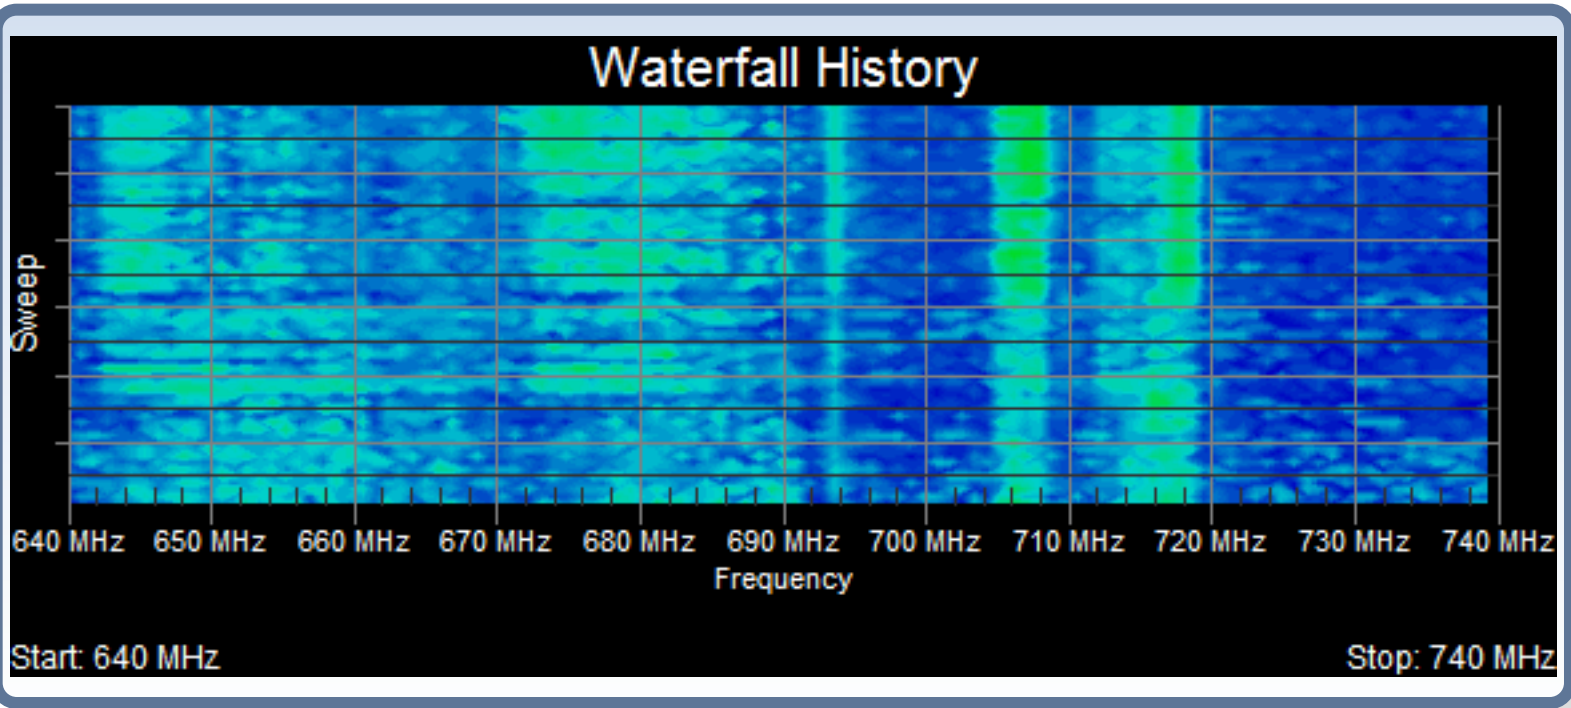 Waterfall History
Sweep
640 MHz 650 MHz 660 MHz 670 MHz 680 MHz 690 MHz 700 MHz 710 MHz 720 MHz 730 MHz 740 MHz
Frequency
Start: 640 MHz
Stop: 740 MHz